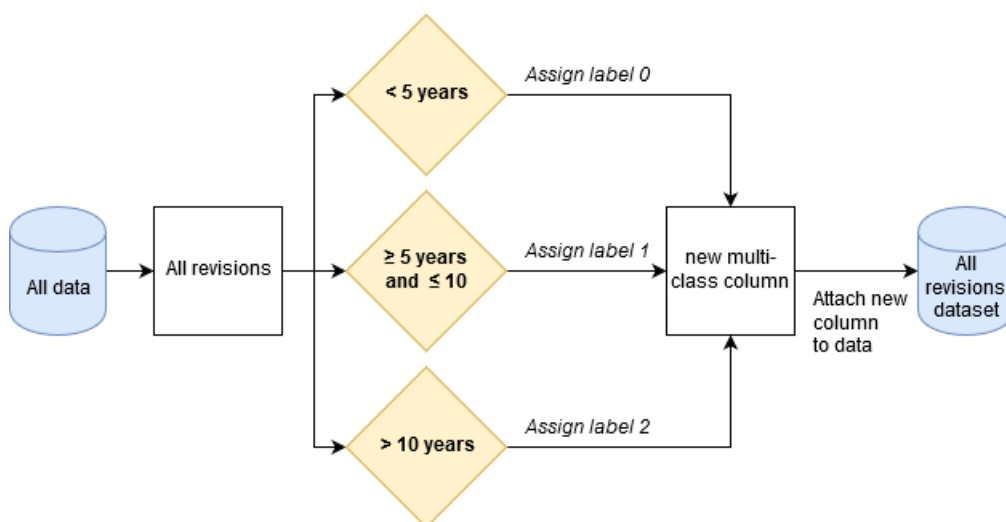 < 5 years
Assign label 0
All data
All revisions
≥ 5 years
and ≤ 10
Assign label 1
new multi-
class column
Attach new
column
to data
All
revisions
dataset
> 10 years
Assign label 2